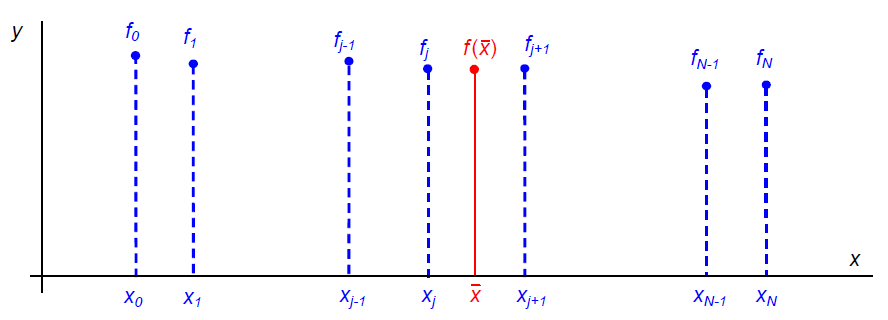 y
f0 f1 fj-1 fj f(x̄) fj+1 fN-1 fN
x
x0 x1 xj-1 xj x̄ xj+1 xN-1 xN